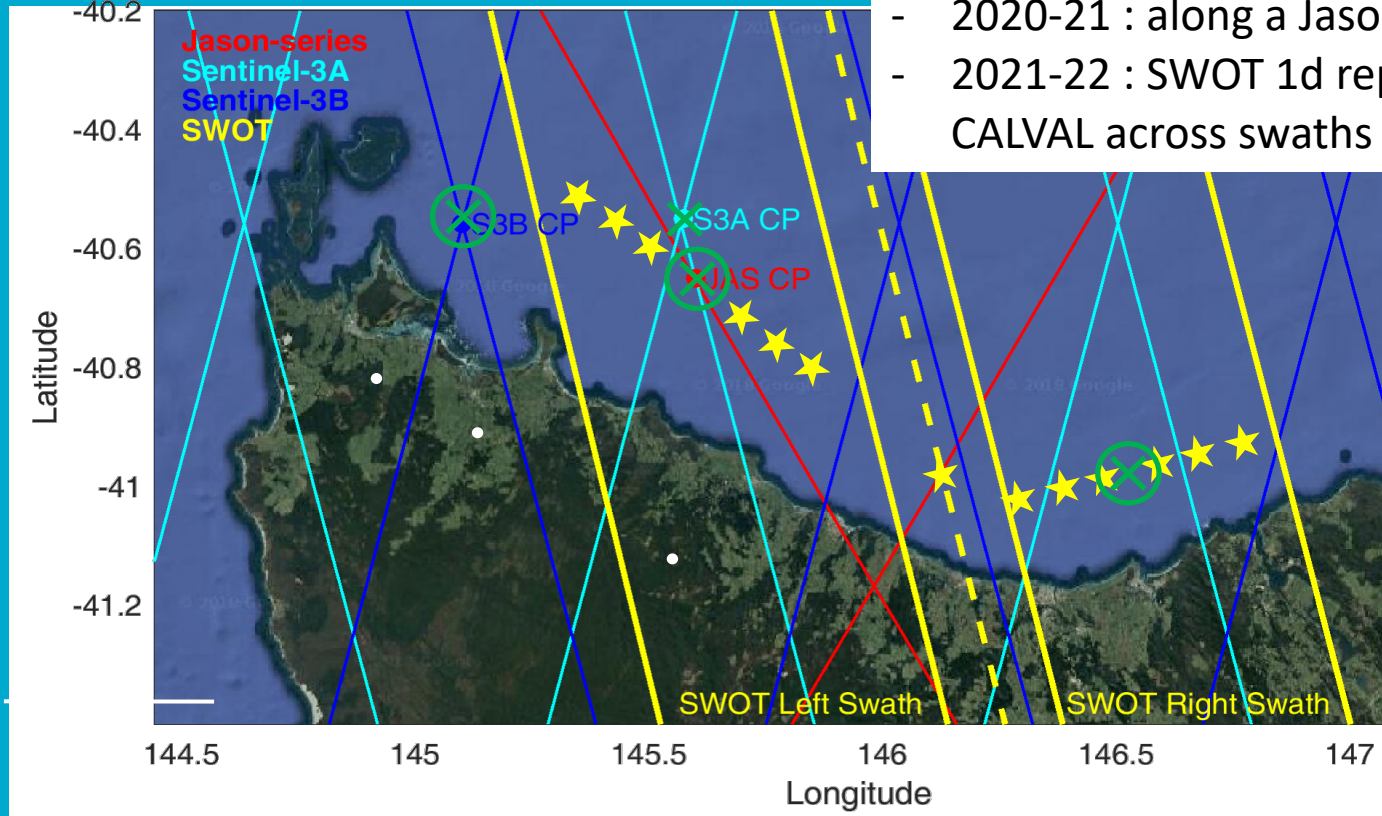 - 2020-21 : along a Jaso
- 2021-22 : SWOT 1d rep
CALVAL across swaths
Jason-series
Sentinel-3A
Sentinel-3B
SWOT
-40.2
-40.4
-40.6
-40.8
-41
-41.2
Latitude
S3B CP
S3A CP
JAS CP
© 2018 Google
SWOT Left Swath
SWOT Right Swath
144.5
145
145.5
146
146.5
147
Longitude